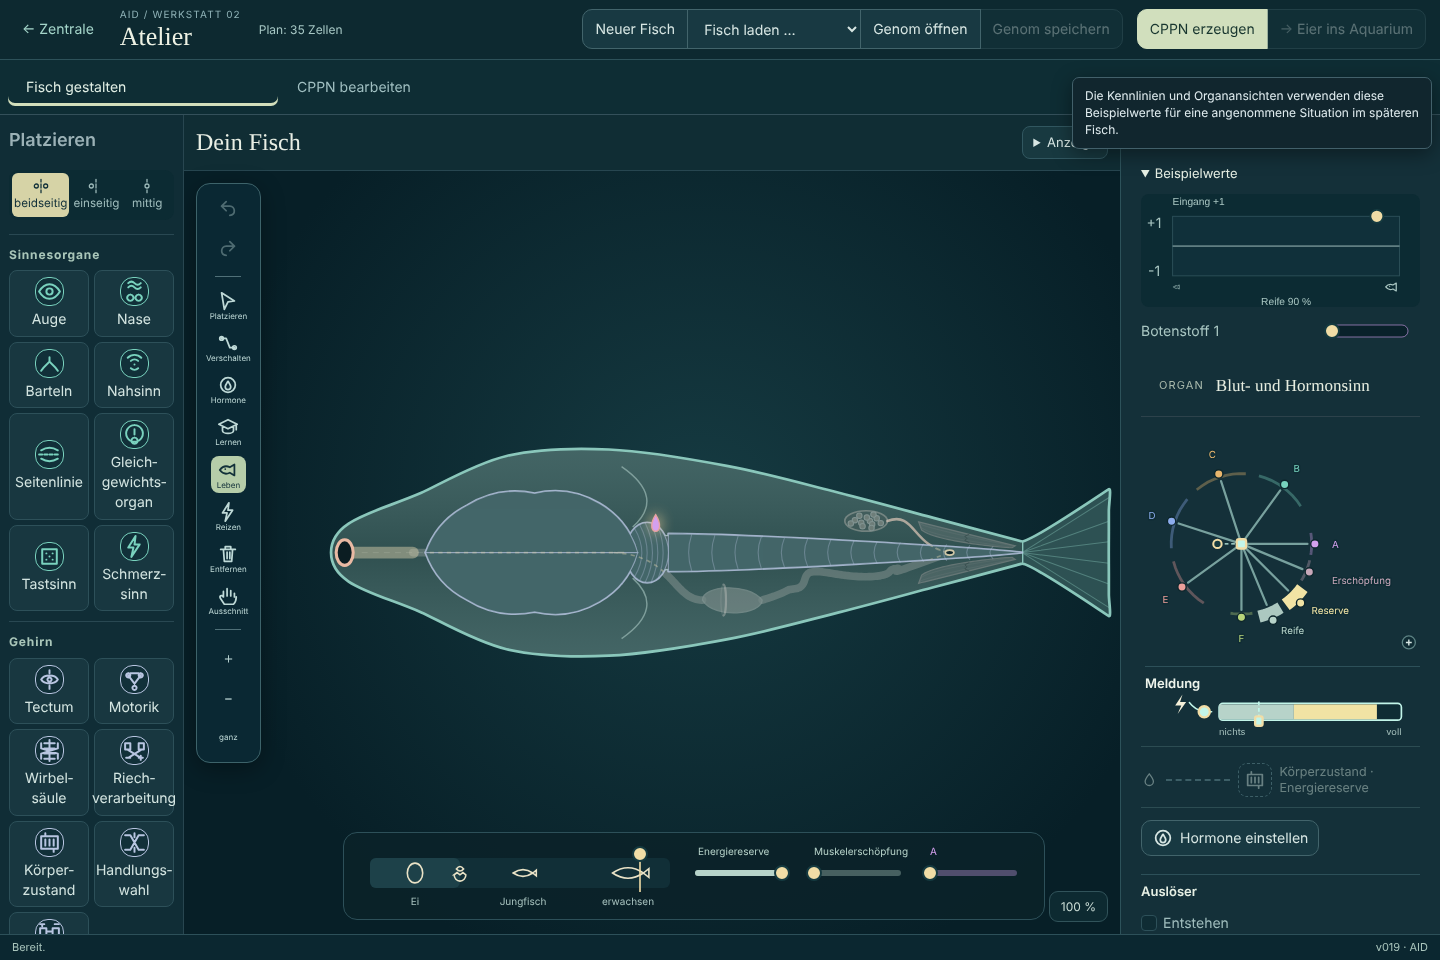 ← Zentrale
AID / WERKSTATT 02
Atelier
Plan: 35 Zellen
Neuer Fisch
Fisch laden ...
Genom öffnen
Genom speichern
CPPN erzeugen
→ Eier ins Aquarium
Fisch gestalten
CPPN bearbeiten
Die Kennlinien und Organansichten verwenden diese
Beispielwerte für eine angenommene Situation im späteren
Fisch.
Platzieren
beidseitig
einseitig
mittig
Sinnesorgane
Auge
Nase
Barteln
Nahsinn
Seitenlinie
Gleich-
gewichts-
organ
Tastsinn
Schmerz-
sinn
Gehirn
Tectum
Motorik
Wirbel-
säule
Riech-
verarbeitung
Körper-
zustand
Handlungs-
wahl
Dein Fisch
Platzieren
Verschalten
Hormone
Lernen
Leben
Reizen
Entfernen
Ausschnitt
+
−
ganz
Ei
Jungfisch
erwachsen
Energiereserve
Muskelerschöpfung
A
100 %
▼ Beispielwerte
Eingang +1
+1
-1
Reife 90 %
Botenstoff 1
ORGAN Blut- und Hormonsinn
C
B
D
A
Erschöpfung
E
Reserve
Reife
F
Meldung
nichts
voll
Körperzustand ·
Energiereserve
Hormone einstellen
Auslöser
Entstehen
Bereit.
v019 · AID